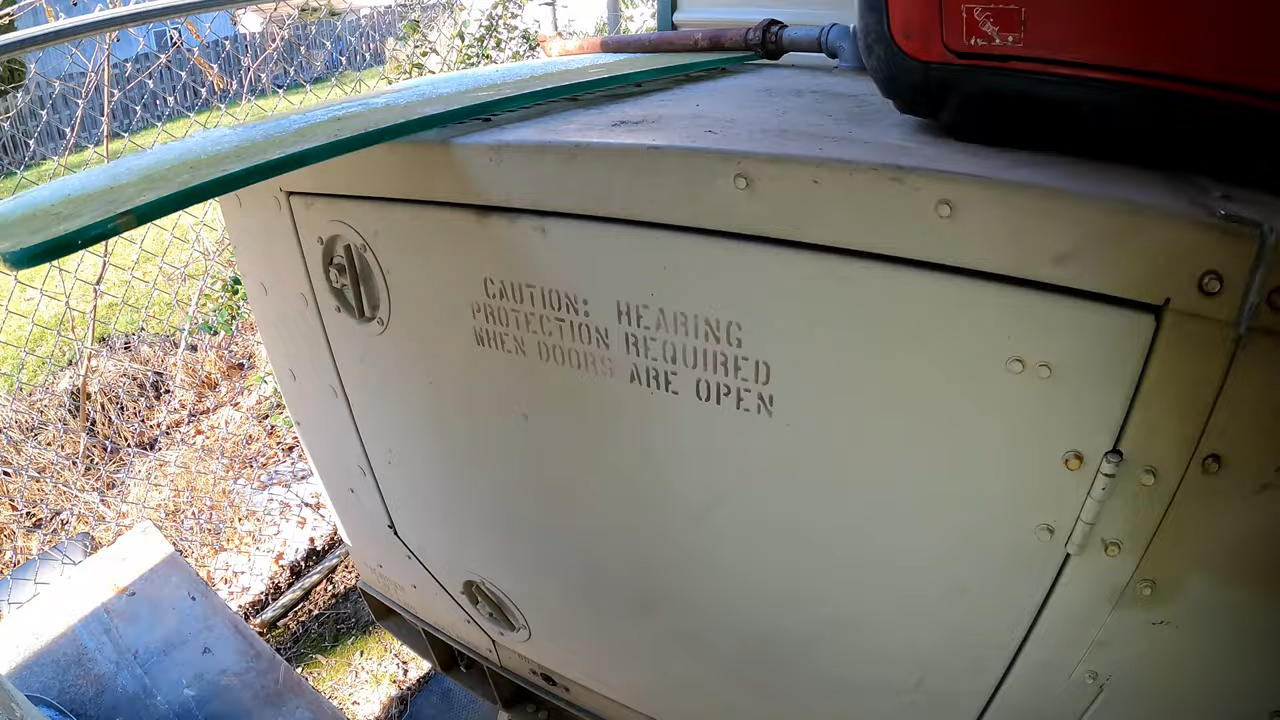 CAUTION: HEARING
PROTECTION REQUIRED
WHEN DOORS ARE OPEN